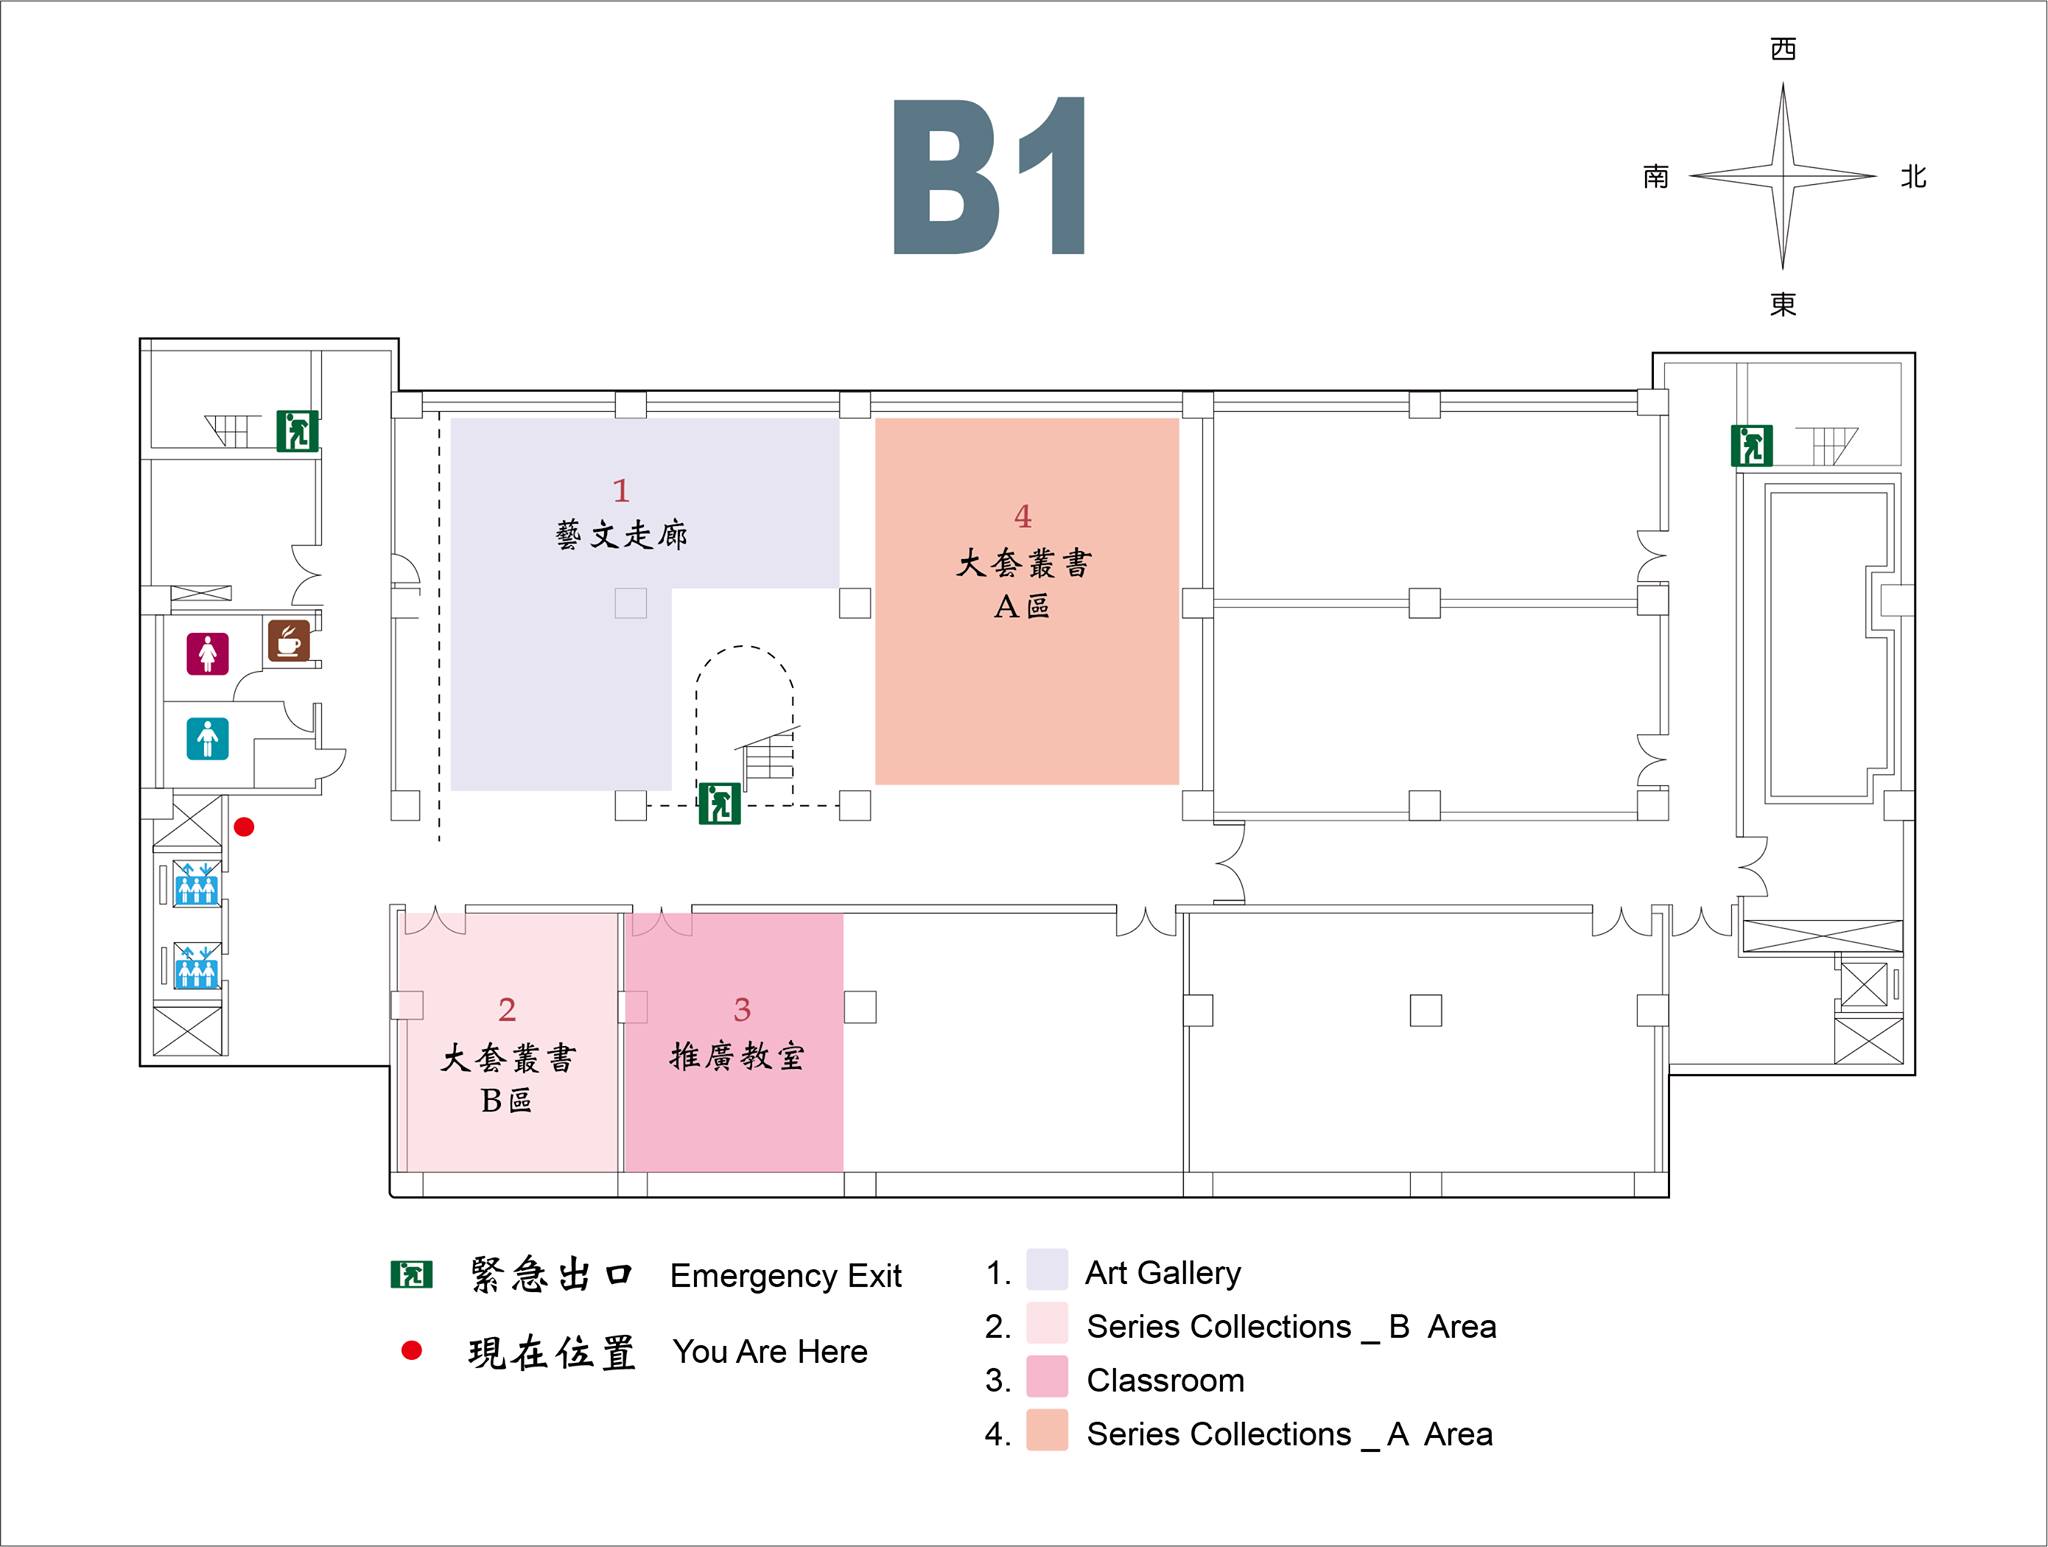 B1
西
南
北
東
1
藝文走廊
4
大套叢書
A區
2
大套叢書
B區
3
推廣教室
緊急出口 Emergency Exit
現在位置 You Are Here
1. Art Gallery
2. Series Collections _ B Area
3. Classroom
4. Series Collections _ A Area